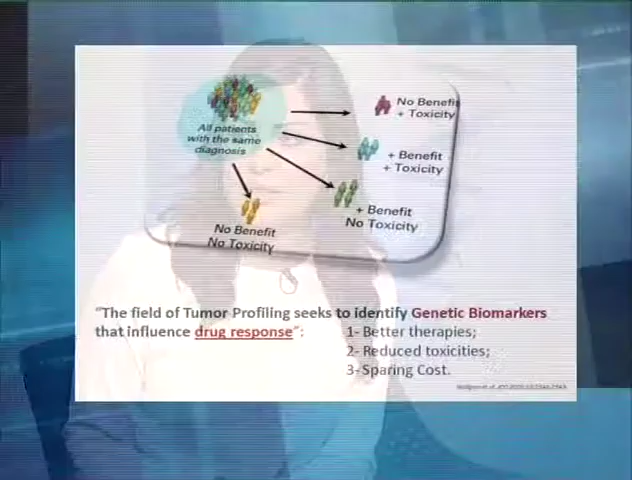 All patients
with the same
diagnosis
No Benefit
+ Toxicity
+ Benefit
+ Toxicity
+ Benefit
No Toxicity
No Benefit
No Toxicity
"The field of Tumor Profiling seeks to identify Genetic Biomarkers
that influence drug response":
1- Better therapies;
2- Reduced toxicities;
3- Sparing Cost.